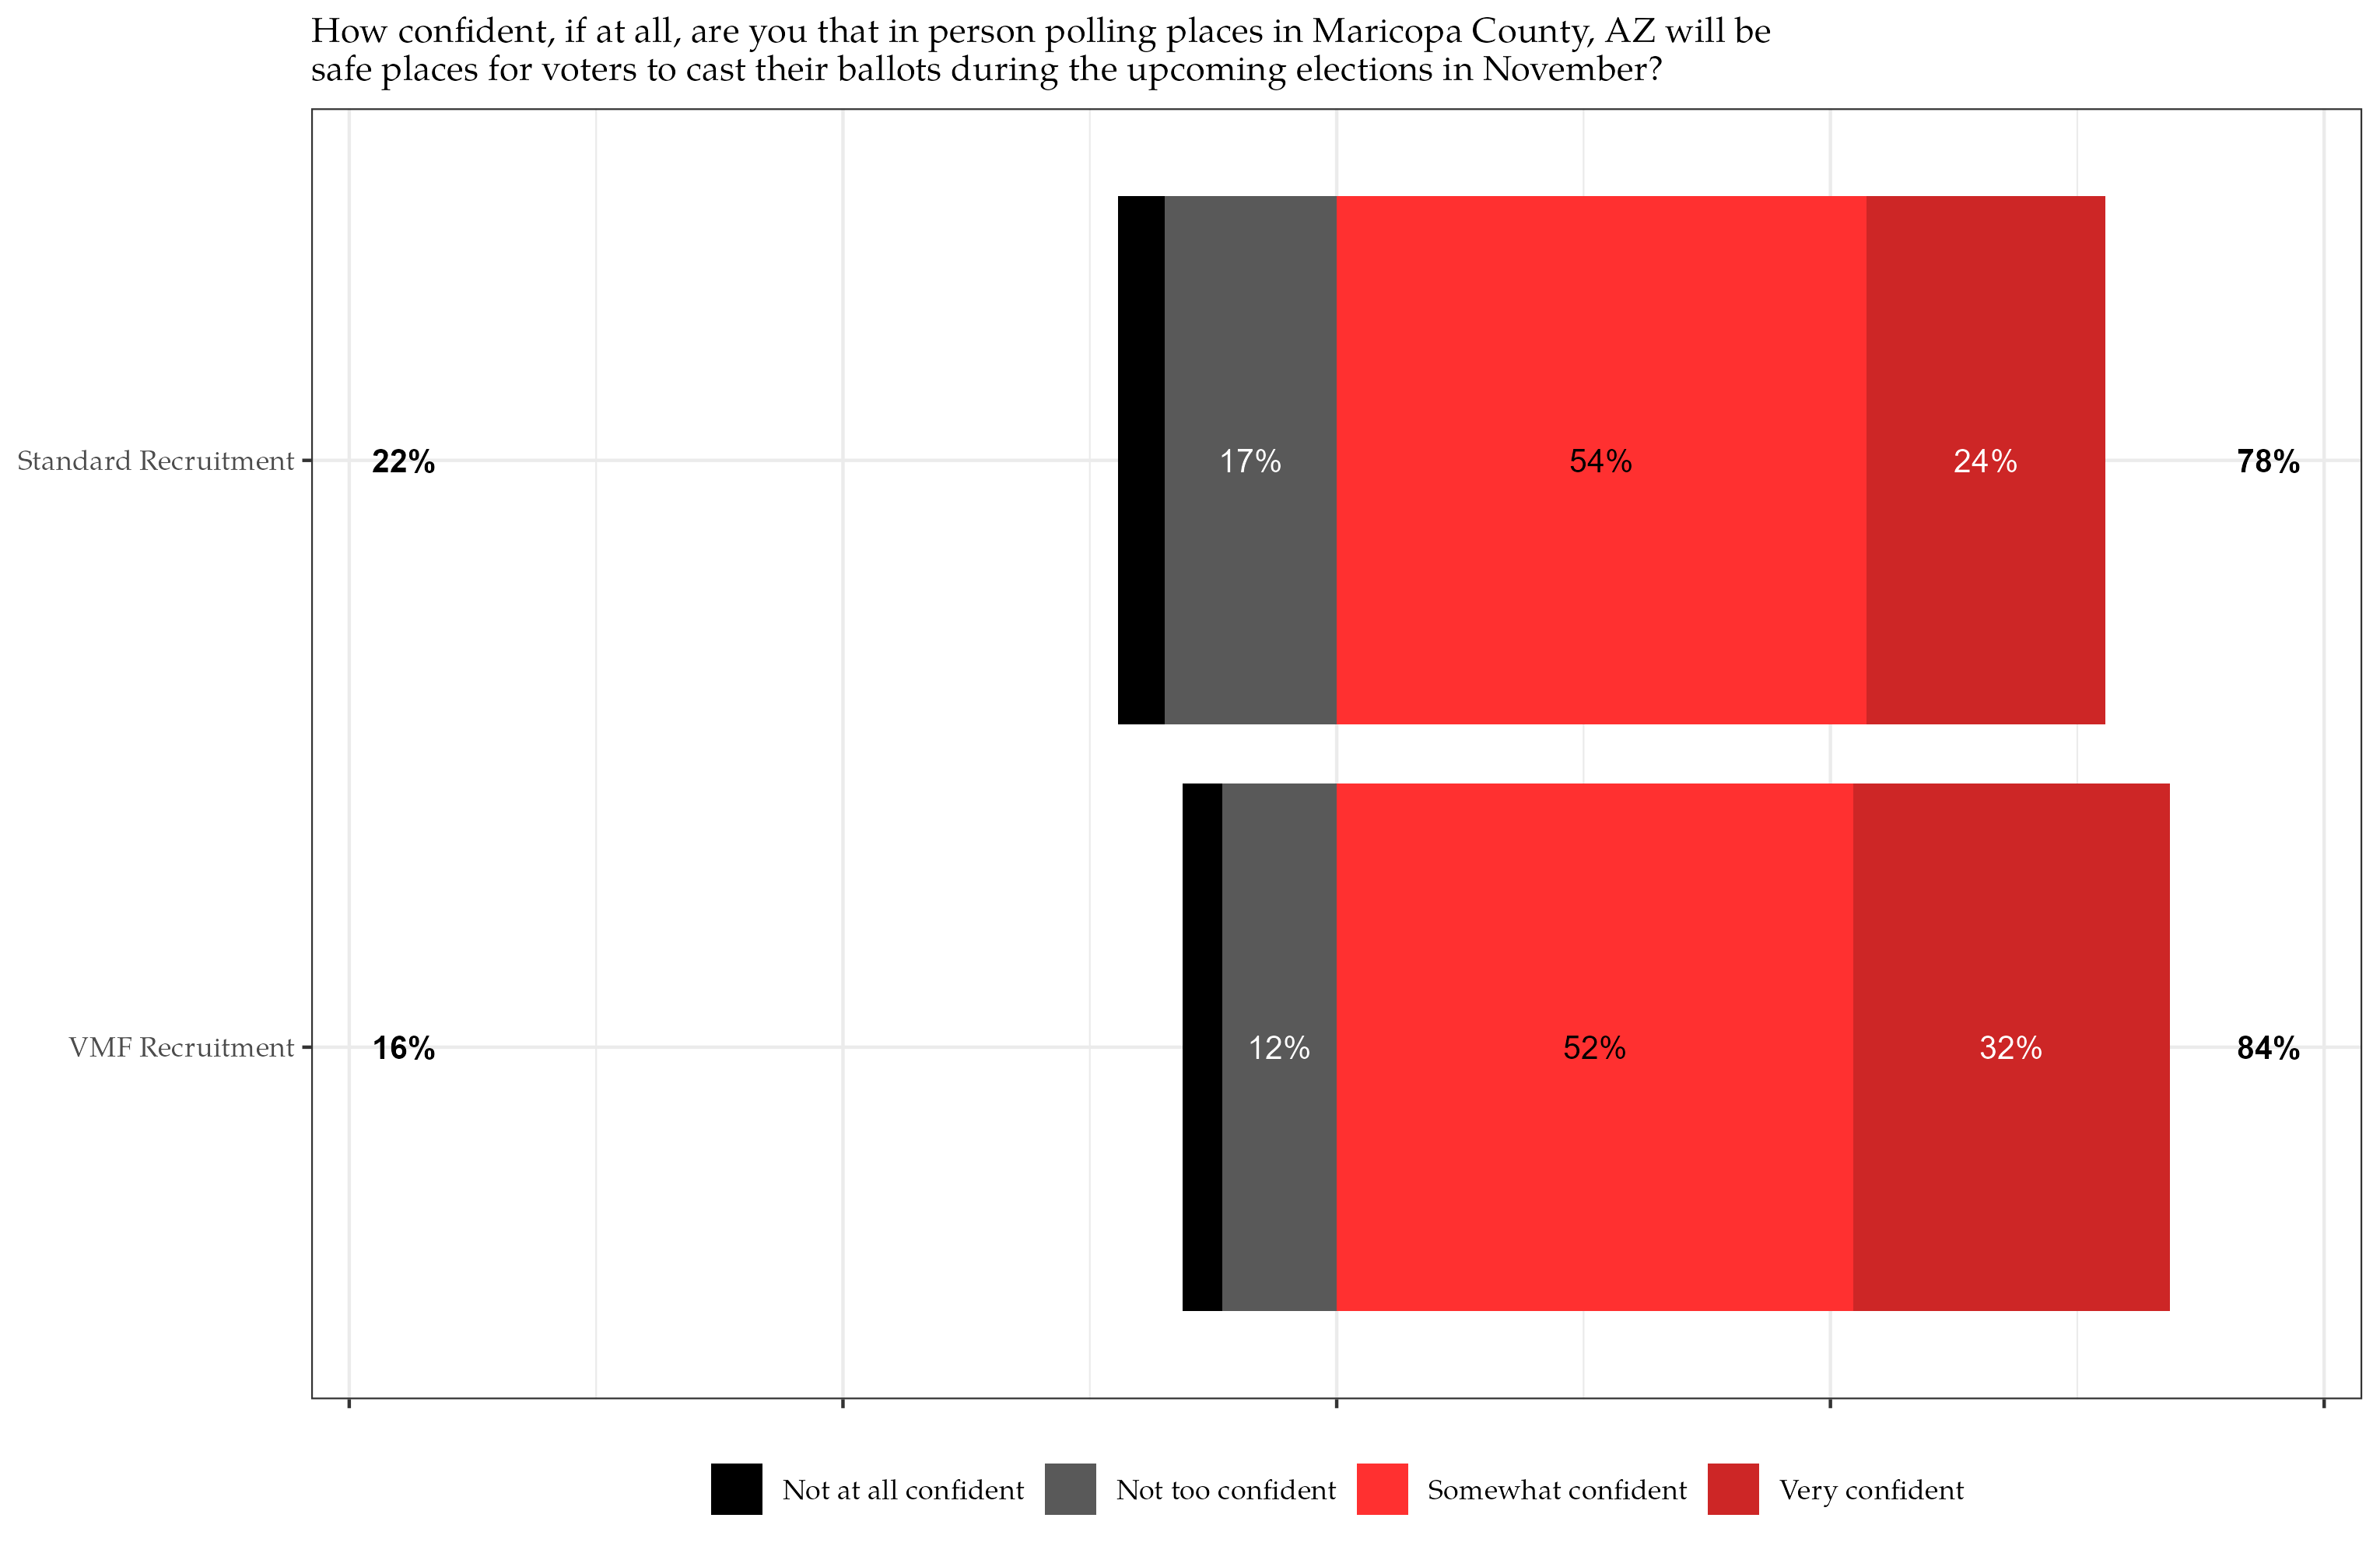 How confident, if at all, are you that in person polling places in Maricopa County, AZ will be
safe places for voters to cast their ballots during the upcoming elections in November?
Standard Recruitment 22% 17% 54% 24% 78%
VMF Recruitment 16% 12% 52% 32% 84%
Not at all confident Not too confident Somewhat confident Very confident